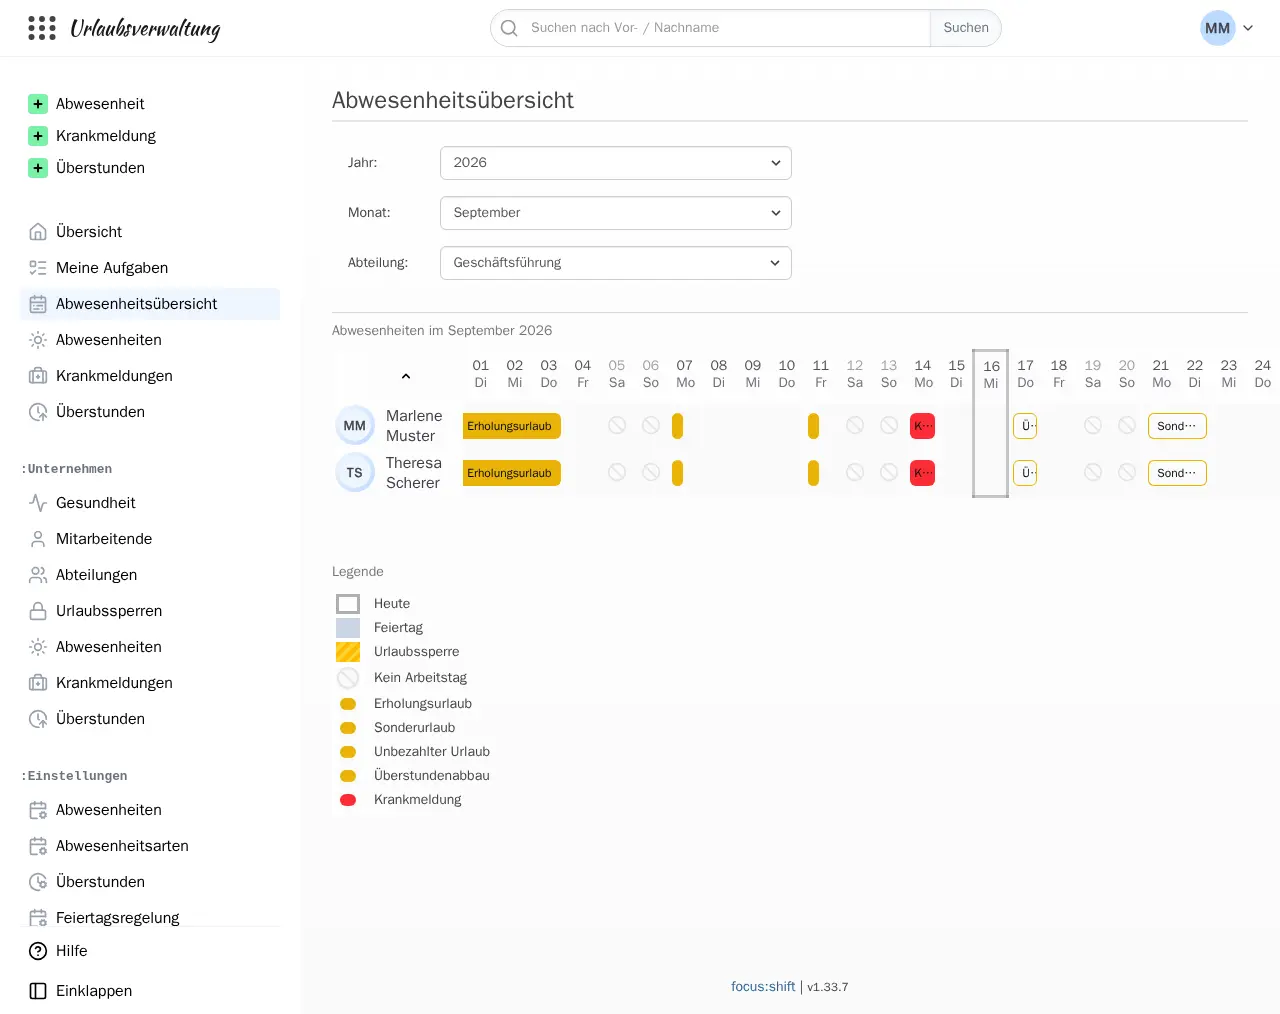 Urlaubsverwaltung
Suchen nach Vor- / Nachname
Suchen
MM
Abwesenheit
Krankmeldung
Überstunden
Übersicht
Meine Aufgaben
Abwesenheitsübersicht
Abwesenheiten
Krankmeldungen
Überstunden
:Unternehmen
Gesundheit
Mitarbeitende
Abteilungen
Urlaubssperren
Abwesenheiten
Krankmeldungen
Überstunden
:Einstellungen
Abwesenheiten
Abwesenheitsarten
Überstunden
Feiertagsregelung
Hilfe
Einklappen
Abwesenheitsübersicht
Jahr: 2026
Monat: September
Abteilung: Geschäftsführung
Abwesenheiten im September 2026
01 02 03 04 05 06 07 08 09 10 11 12 13 14 15 16 17 18 19 20 21 22 23 24
Di Mi Do Fr Sa So Mo Di Mi Do Fr Sa So Mo Di Mi Do Fr Sa So Mo Di Mi Do
MM Marlene Muster Erholungsurlaub K… Ü… Sond…
TS Theresa Scherer Erholungsurlaub K… Ü… Sond…
Legende
Heute
Feiertag
Urlaubssperre
Kein Arbeitstag
Erholungsurlaub
Sonderurlaub
Unbezahlter Urlaub
Überstundenabbau
Krankmeldung
focus:shift | v1.33.7